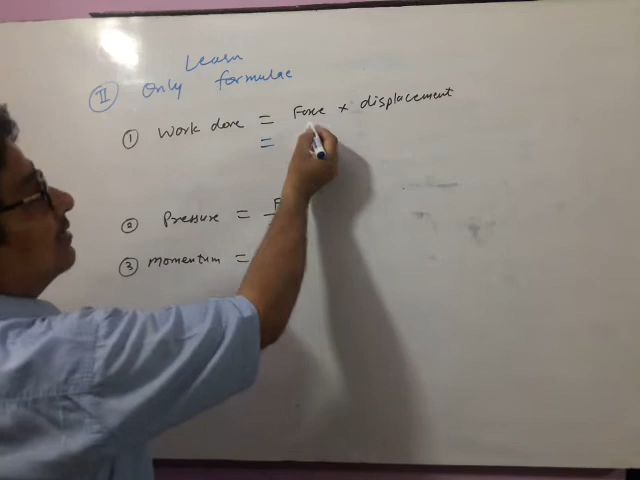 Learn
II Only formulae
1 Work done = Force x displacement
=
2 Pressure = F
3 Momentum =